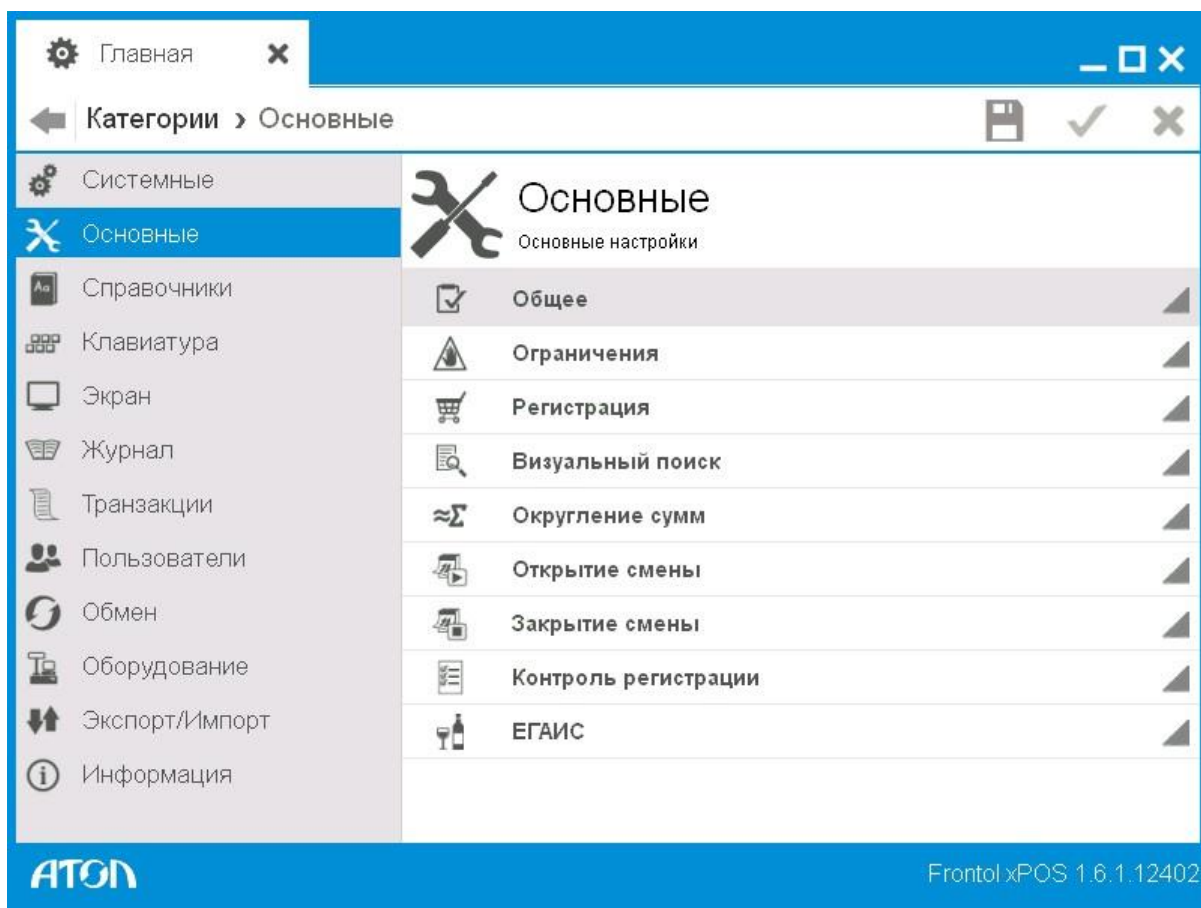 Главная
Категории › Основные
Системные
Основные
Справочники
Клавиатура
Экран
Журнал
Транзакции
Пользователи
Обмен
Оборудование
Экспорт/Импорт
Информация
Основные
Основные настройки
Общее
Ограничения
Регистрация
Визуальный поиск
≈Σ Округление сумм
Открытие смены
Закрытие смены
Контроль регистрации
ЕГАИС
АТОЛ
Frontol xPOS 1.6.1.12402